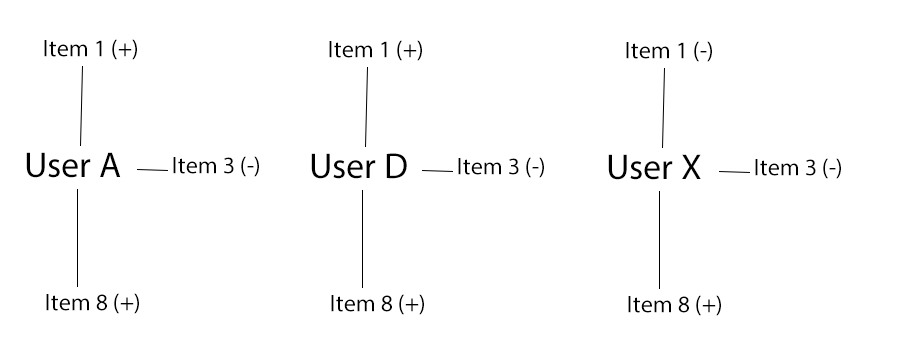 Item 1 (+)
Item 1 (+)
Item 1 (-)
User A
Item 3 (-)
User D
Item 3 (-)
User X
Item 3 (-)
Item 8 (+)
Item 8 (+)
Item 8 (+)